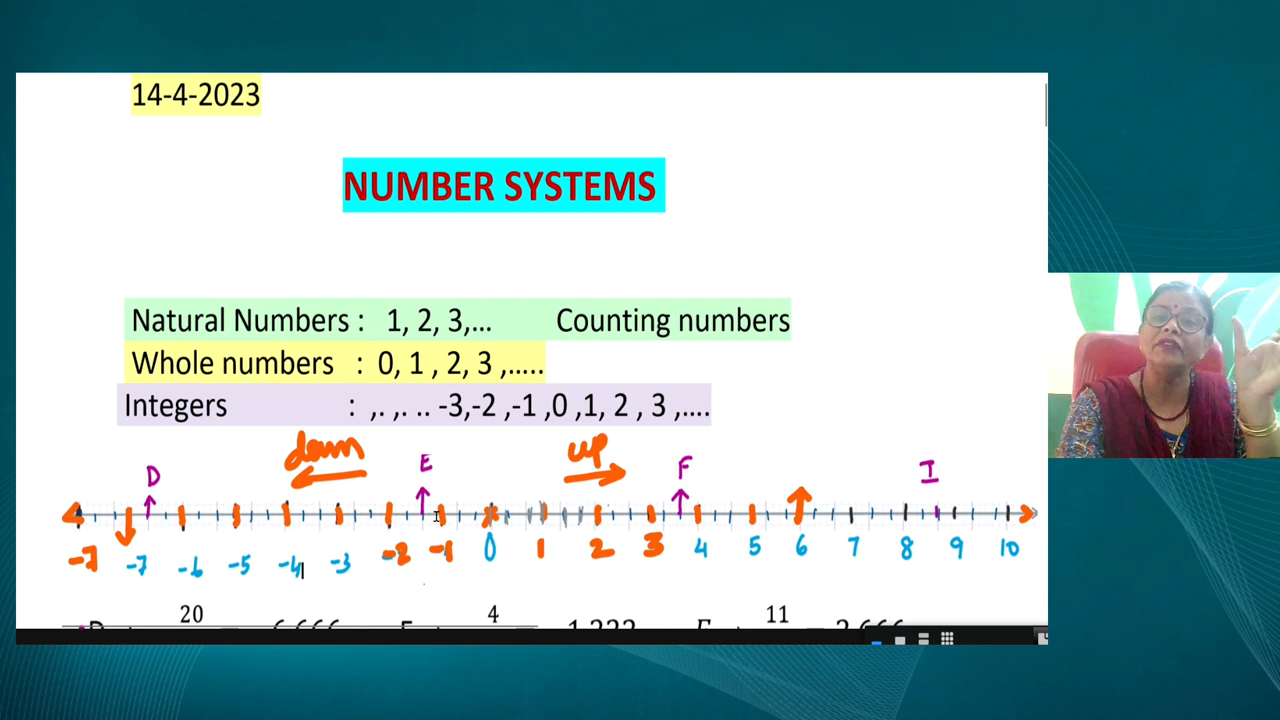 14-4-2023
NUMBER SYSTEMS
Natural Numbers : 1, 2, 3,... Counting numbers
Whole numbers : 0, 1 , 2, 3 ,.....
Integers : ,. ,. .. -3,-2 ,-1 ,0 ,1, 2 , 3 ,....
down up
D E F I
-7 -7 -6 -5 -4 -3 -2 -1 0 1 2 3 4 5 6 7 8 9 10
20 4 11